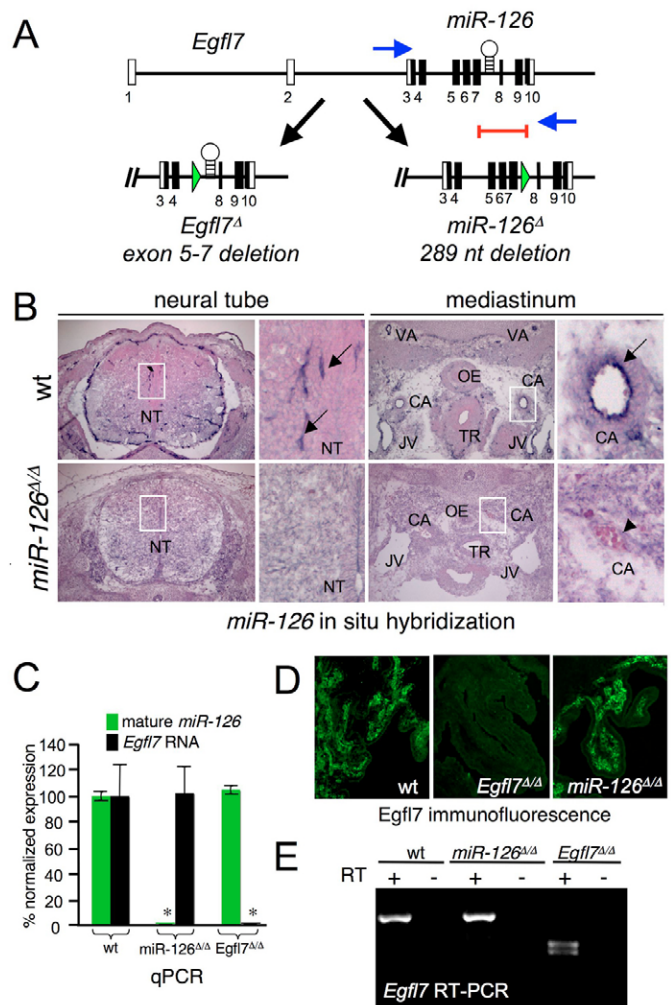 A
Egfl7
miR-126
1 2 3 4 5 6 7 8 9 10
3 4 8 9 10
3 4 5 6 7 8 9 10
Egfl7Δ
miR-126Δ
exon 5-7 deletion
289 nt deletion
B
neural tube
mediastinum
wt
NT
NT
VA VA
OE
CA
CA
TR
JV JV
CA
miR-126Δ/Δ
NT
NT
OE
CA CA
TR
JV JV
CA
miR-126 in situ hybridization
C
mature miR-126
Egfl7 RNA
% normalized expression
140
120
100
80
60
40
20
0
* *
wt miR-126Δ/Δ Egfl7Δ/Δ
qPCR
D
wt
Egfl7Δ/Δ
miR-126Δ/Δ
Egfl7 immunofluorescence
E
wt miR-126Δ/Δ Egfl7Δ/Δ
RT + - + - + -
Egfl7 RT-PCR